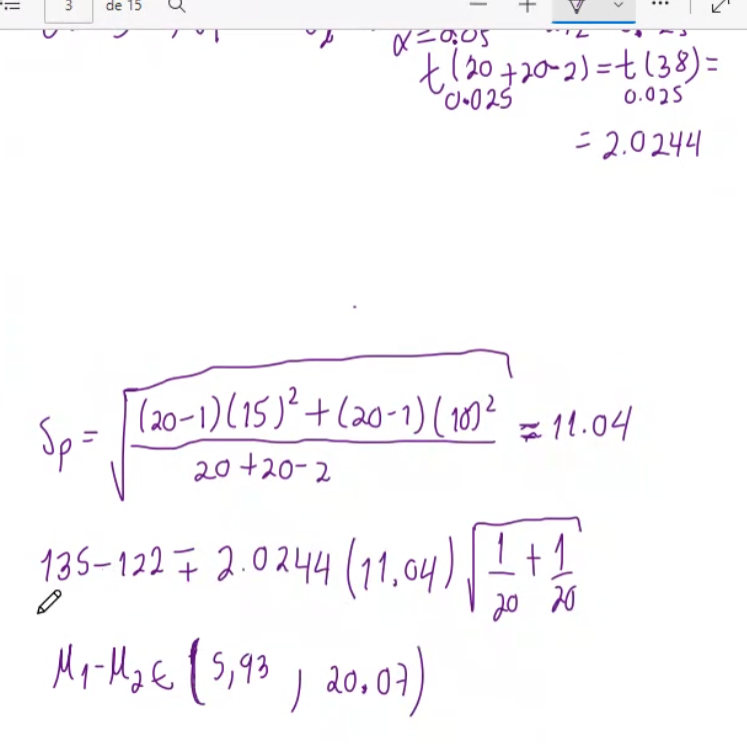 3 de 15
α=0.05
t(20+20-2)=t(38)=
0.025 0.025
= 2.0244
Sp = √((20-1)(15)²+(20-1)(10)²
20+20-2
≈ 11.04
135-122 ∓ 2.0244 (11.04) √(1/20 + 1/20)
μ₁-μ₂ ∈ (5,93 , 20.07)